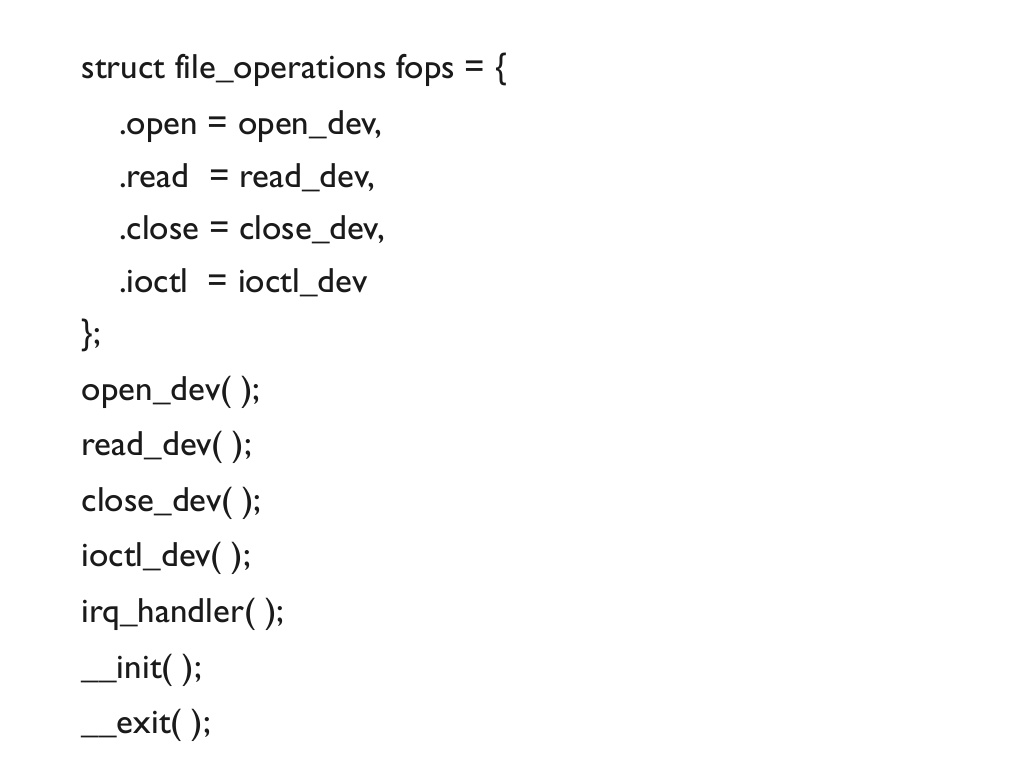 struct file_operations fops = {
.open = open_dev,
.read = read_dev,
.close = close_dev,
.ioctl = ioctl_dev
};
open_dev( );
read_dev( );
close_dev( );
ioctl_dev( );
irq_handler( );
__init( );
__exit( );